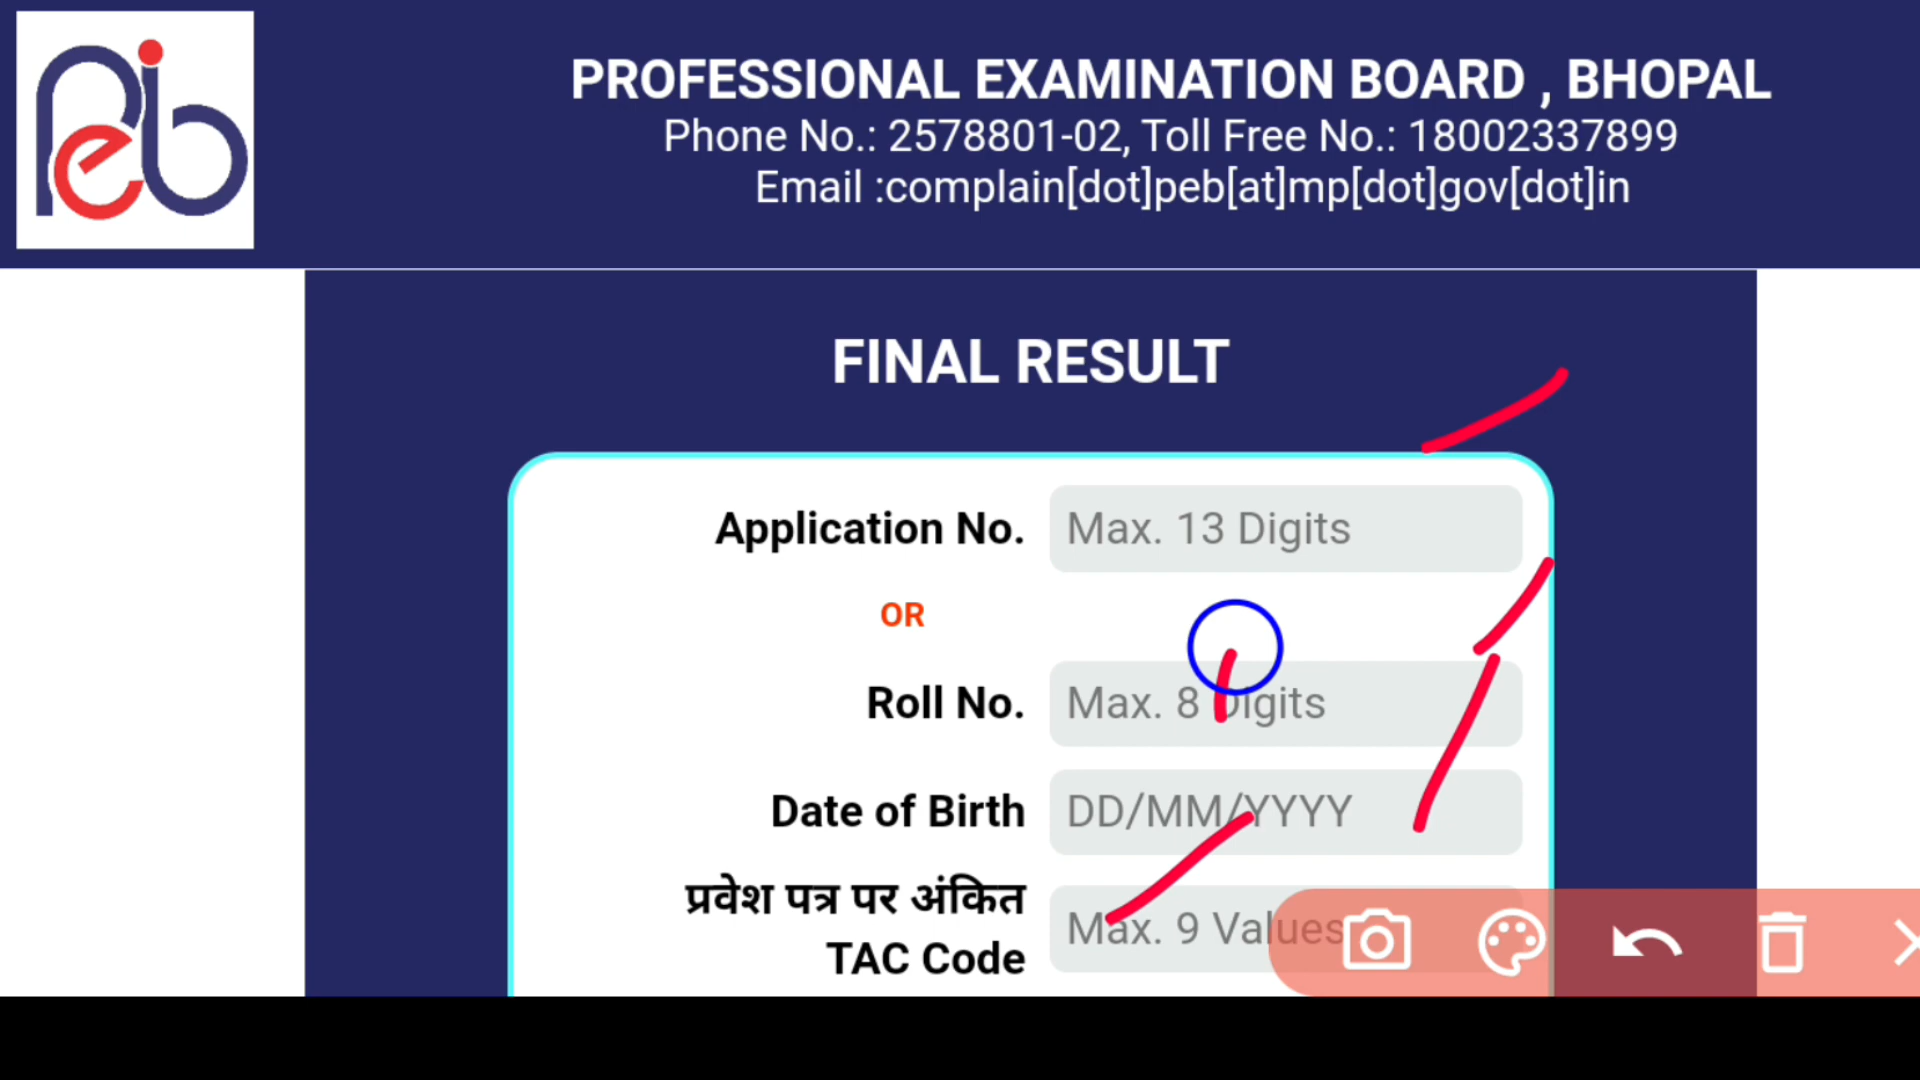 Peb
PROFESSIONAL EXAMINATION BOARD , BHOPAL
Phone No.: 2578801-02, Toll Free No.: 18002337899
Email :complain[dot]peb[at]mp[dot]gov[dot]in
FINAL RESULT
Application No. Max. 13 Digits
OR
Roll No. Max. 8 Digits
Date of Birth DD/MM/YYYY
प्रवेश पत्र पर अंकित
TAC Code Max. 9 Values